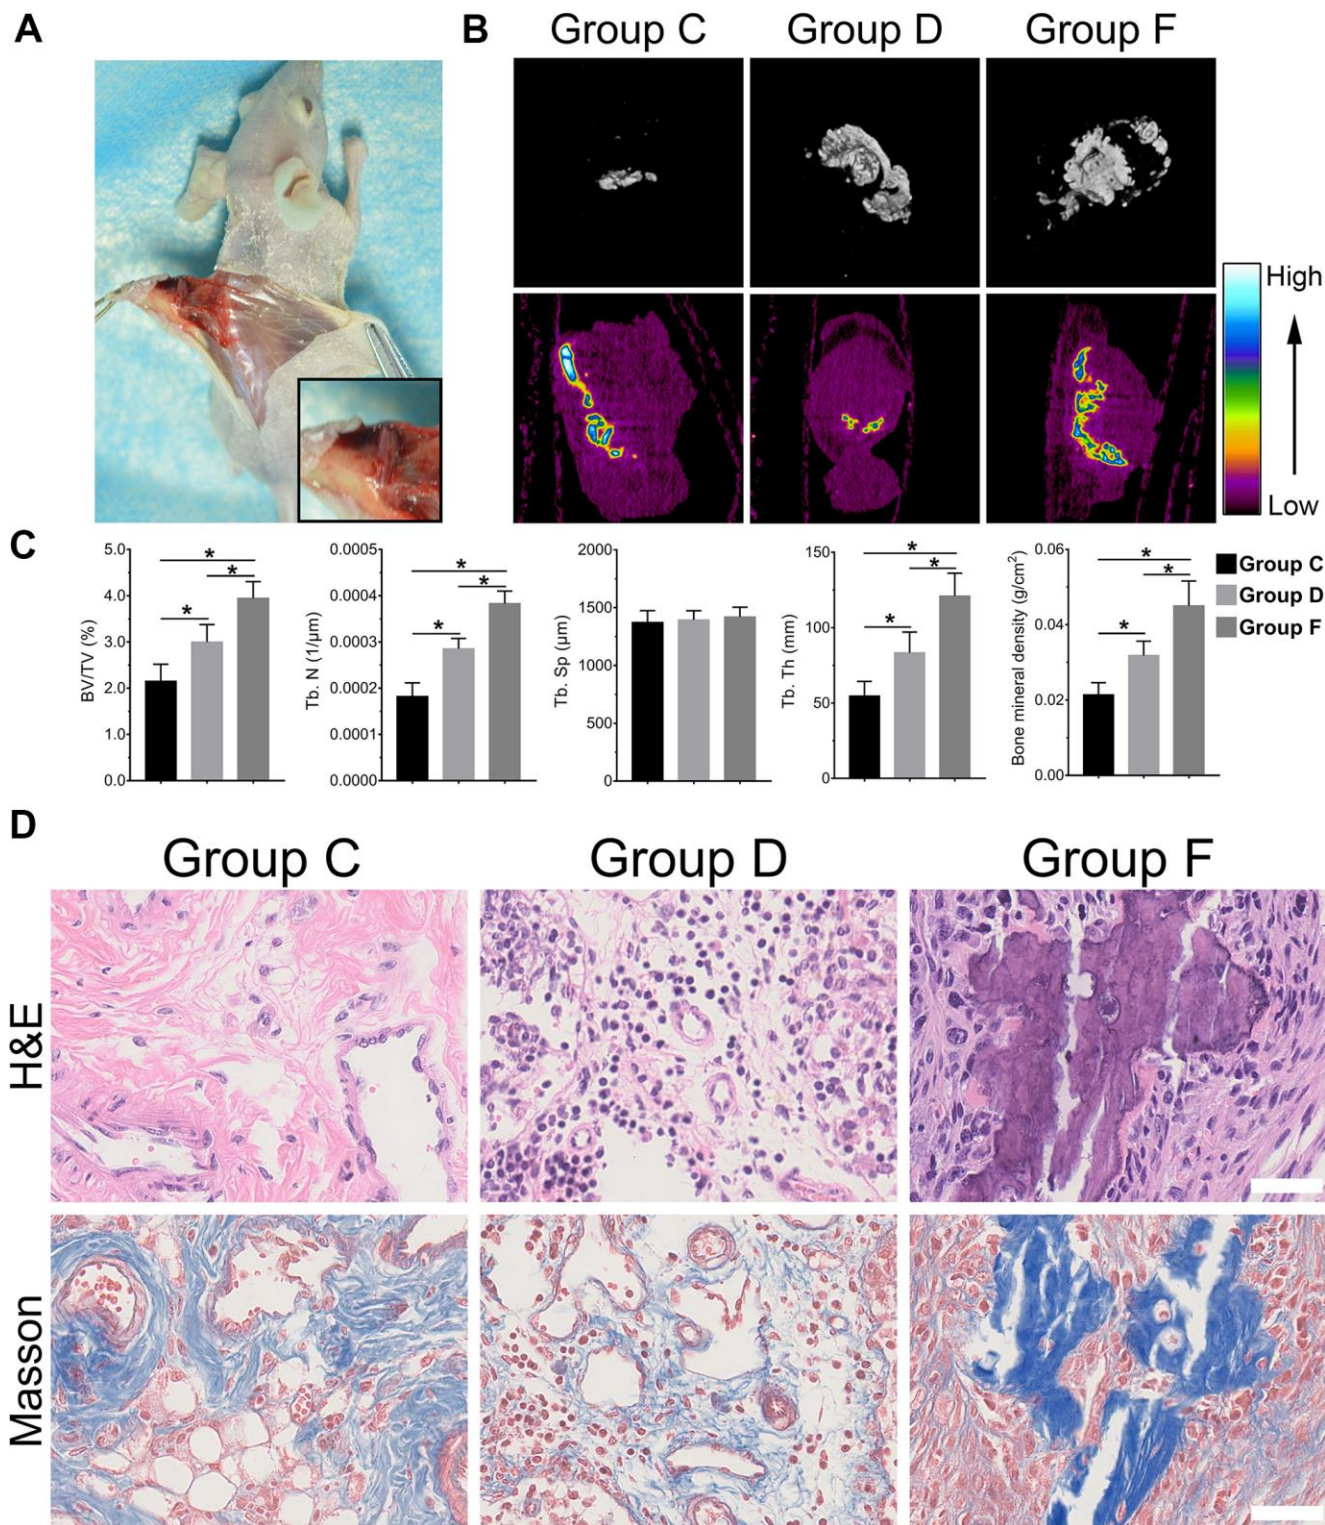 A
B
Group C
Group D
Group F
High
Low
C
BV/TV (%)
5.0
4.0
3.0
2.0
1.0
0.0
*
*
*
Tb. N (1/µm)
0.0005
0.0004
0.0003
0.0002
0.0001
0.0000
*
*
*
Tb. Sp (µm)
2000
1500
1000
500
0
Tb. Th (mm)
150
100
50
0
*
*
*
Bone mineral density (g/cm²)
0.06
0.04
0.02
0.00
*
*
*
Group C
Group D
Group F
D
Group C
Group D
Group F
H&E
Masson